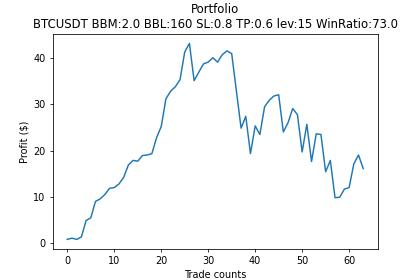 Portfolio
BTCUSDT BBM:2.0 BBL:160 SL:0.8 TP:0.6 lev:15 WinRatio:73.0
40
30
20
10
0
Profit ($)
0 10 20 30 40 50 60
Trade counts